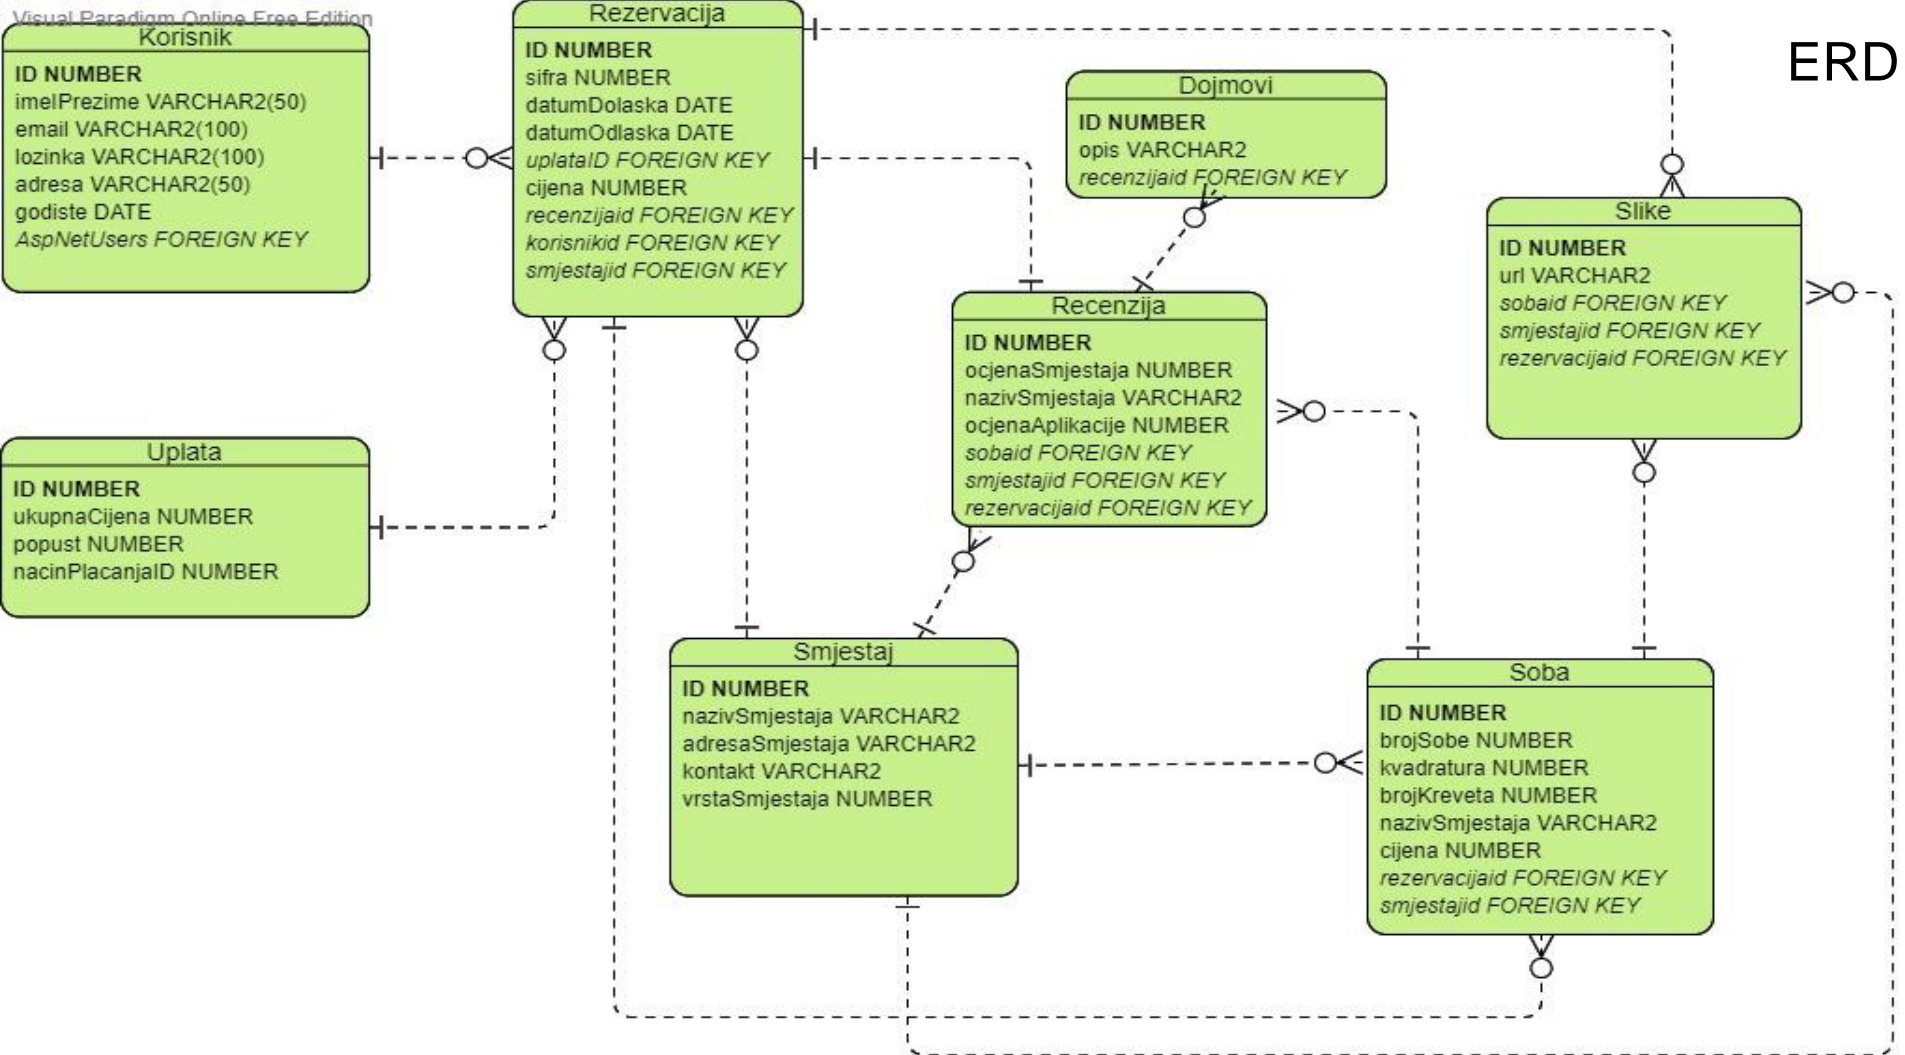 Visual Paradigm Online Free Edition
ERD
Korisnik
ID NUMBER
imeIPrezime VARCHAR2(50)
email VARCHAR2(100)
lozinka VARCHAR2(100)
adresa VARCHAR2(50)
godiste DATE
AspNetUsers FOREIGN KEY
Rezervacija
ID NUMBER
sifra NUMBER
datumDolaska DATE
datumOdlaska DATE
uplataID FOREIGN KEY
cijena NUMBER
recenzijaid FOREIGN KEY
korisnikid FOREIGN KEY
smjestajid FOREIGN KEY
Dojmovi
ID NUMBER
opis VARCHAR2
recenzijaid FOREIGN KEY
Slike
ID NUMBER
url VARCHAR2
sobaid FOREIGN KEY
smjestajid FOREIGN KEY
rezervacijaid FOREIGN KEY
Recenzija
ID NUMBER
ocjenaSmjestaja NUMBER
nazivSmjestaja VARCHAR2
ocjenaAplikacije NUMBER
sobaid FOREIGN KEY
smjestajid FOREIGN KEY
rezervacijaid FOREIGN KEY
Uplata
ID NUMBER
ukupnaCijena NUMBER
popust NUMBER
nacinPlacanjaID NUMBER
Smjestaj
ID NUMBER
nazivSmjestaja VARCHAR2
adresaSmjestaja VARCHAR2
kontakt VARCHAR2
vrstaSmjestaja NUMBER
Soba
ID NUMBER
brojSobe NUMBER
kvadratura NUMBER
brojKreveta NUMBER
nazivSmjestaja VARCHAR2
cijena NUMBER
rezervacijaid FOREIGN KEY
smjestajid FOREIGN KEY